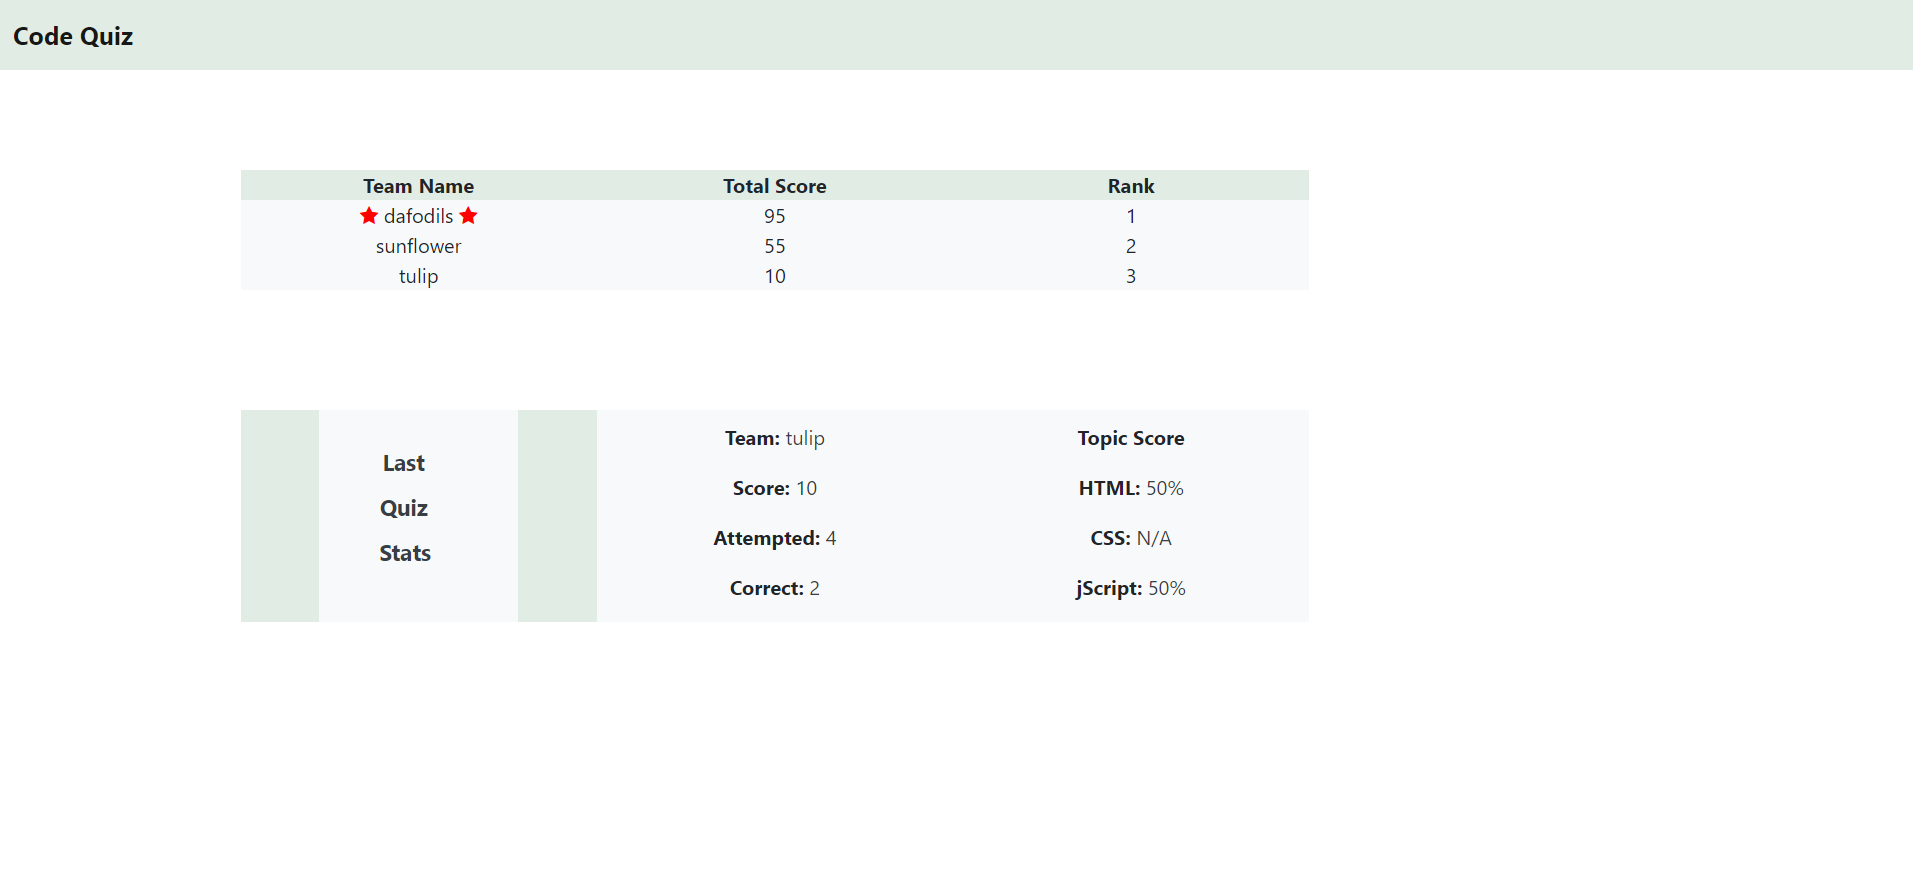 Code Quiz
Team Name Total Score Rank
dafodils 95 1
sunflower 55 2
tulip 10 3
Last
Quiz
Stats
Team: tulip
Score: 10
Attempted: 4
Correct: 2
Topic Score
HTML: 50%
CSS: N/A
jScript: 50%